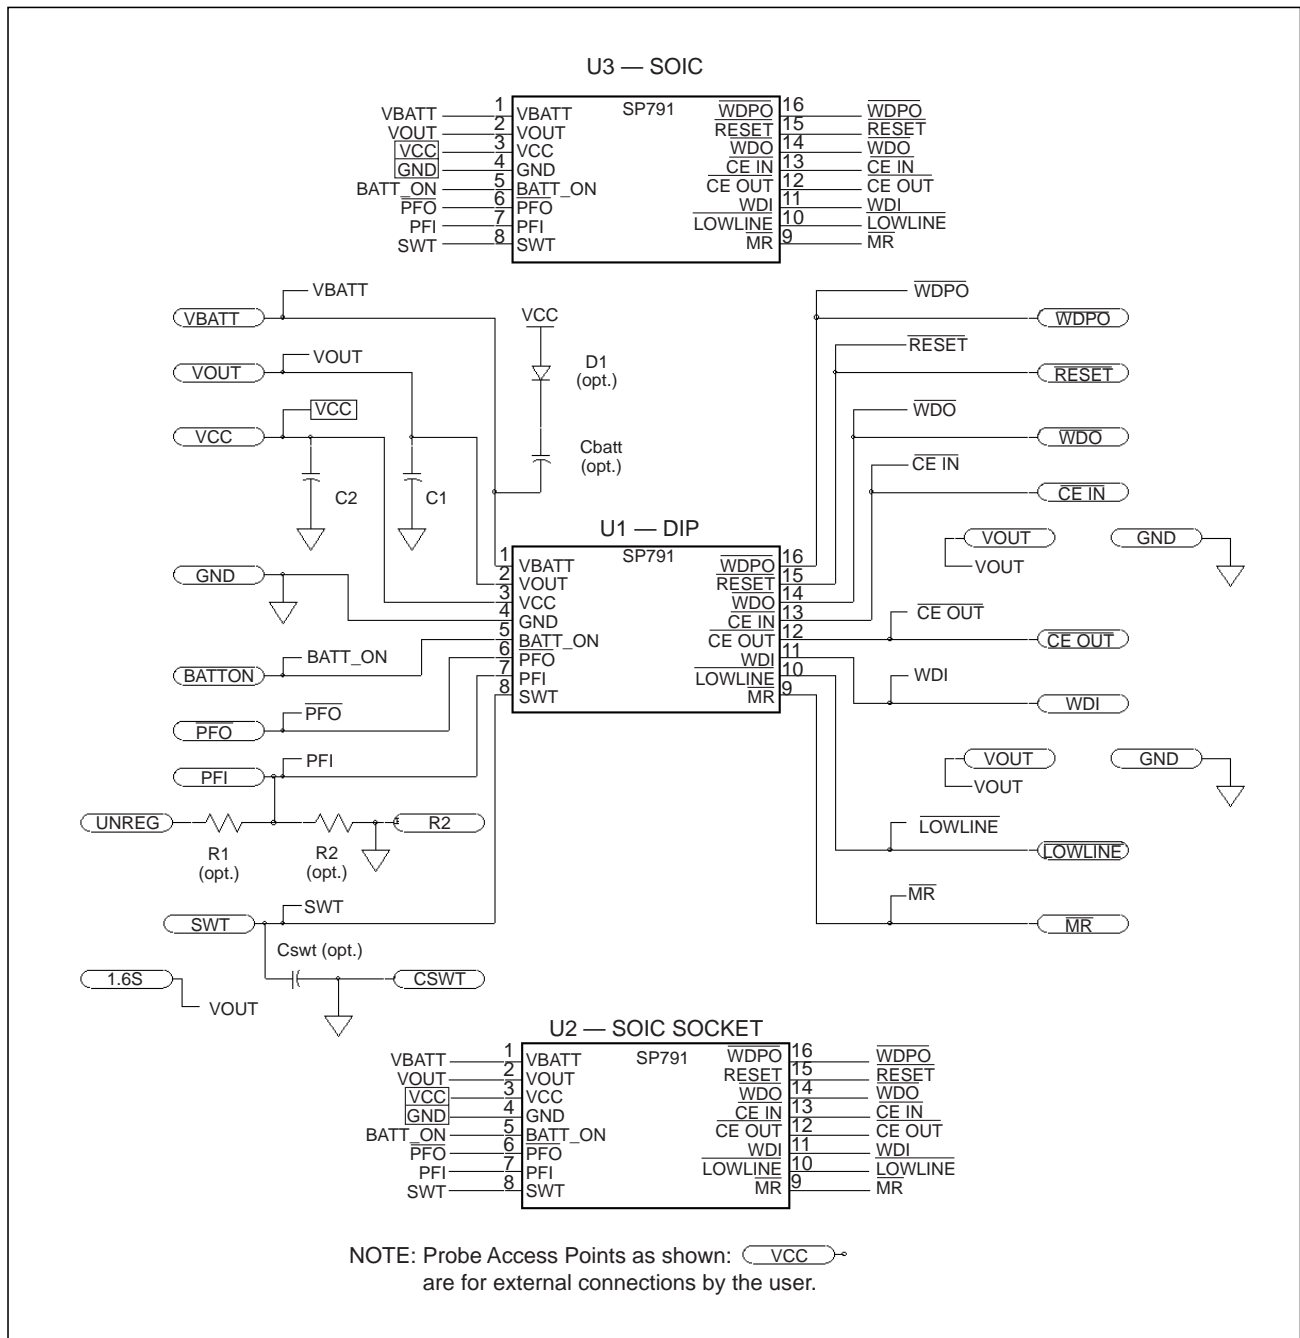 U3 — SOIC
SP791
VBATT 1 VBATT WDPO 16 WDPO
VOUT 2 VOUT RESET 15 RESET
VCC 3 VCC WDO 14 WDO
GND 4 GND CE IN 13 CE IN
BATT_ON 5 BATT_ON CE OUT 12 CE OUT
PFO 6 PFO WDI 11 WDI
PFI 7 PFI LOWLINE 10 LOWLINE
SWT 8 SWT MR 9 MR
VBATT
VBATT
VOUT
VOUT
VCC
VCC
C2
C1
VCC
D1
(opt.)
Cbatt
(opt.)
WDPO
WDPO
RESET
RESET
WDO
WDO
CE IN
CE IN
U1 — DIP
SP791
1 VBATT WDPO 16
2 VOUT RESET 15
3 VCC WDO 14
4 GND CE IN 13
5 BATT_ON CE OUT 12
6 PFO WDI 11
7 PFI LOWLINE 10
8 SWT MR 9
GND
BATT_ON
BATTON
PFO
PFO
PFI
PFI
UNREG
R2
R1
(opt.)
R2
(opt.)
SWT
SWT
Cswt (opt.)
1.6S
CSWT
VOUT
VOUT
GND
VOUT
CE OUT
CE OUT
WDI
WDI
VOUT
GND
VOUT
LOWLINE
LOWLINE
MR
MR
U2 — SOIC SOCKET
SP791
VBATT 1 VBATT WDPO 16 WDPO
VOUT 2 VOUT RESET 15 RESET
VCC 3 VCC WDO 14 WDO
GND 4 GND CE IN 13 CE IN
BATT_ON 5 BATT_ON CE OUT 12 CE OUT
PFO 6 PFO WDI 11 WDI
PFI 7 PFI LOWLINE 10 LOWLINE
SWT 8 SWT MR 9 MR
NOTE: Probe Access Points as shown: VCC
are for external connections by the user.